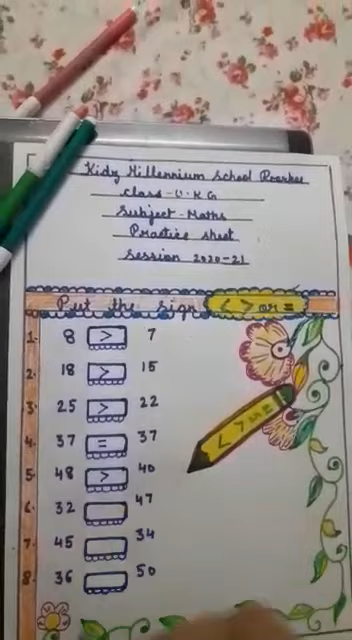 Kidz Millennium School Roorkee
Class - U.K.G
Subject - Maths
Practice sheet
Session 2020-21
Put the sign < > or =
1. 8 > 7
2. 18 > 15
3. 25 > 22
4. 37 = 37
< > or =
5. 48 > 40
6. 32 47
7. 45 34
8. 36 50